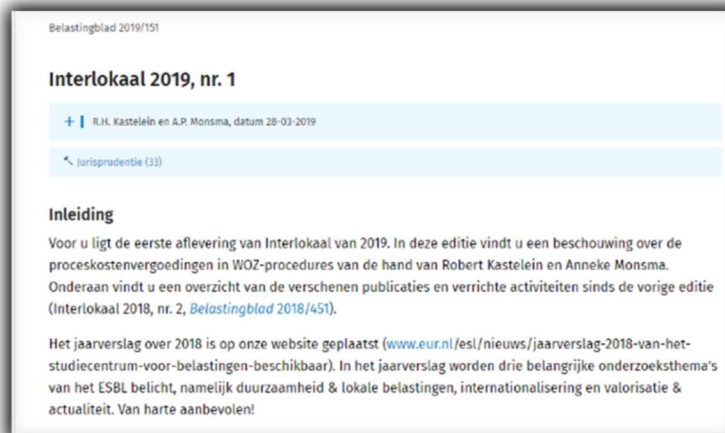 Belastingblad 2019/151
Interlokaal 2019, nr. 1
R.H. Kastelein en A.P. Monsma, datum 28-03-2019
Jurisprudentie (33)
Inleiding
Voor u ligt de eerste aflevering van Interlokaal van 2019. In deze editie vindt u een beschouwing over de
proceskostenvergoedingen in WOZ-procedures van de hand van Robert Kastelein en Anneke Monsma.
Onderaan vindt u een overzicht van de verschenen publicaties en verrichte activiteiten sinds de vorige editie
(Interlokaal 2018, nr. 2, Belastingblad 2018/451).
Het jaarverslag over 2018 is op onze website geplaatst (www.eur.nl/esl/nieuws/jaarverslag-2018-van-het-
studiecentrum-voor-belastingen-beschikbaar). In het jaarverslag worden drie belangrijke onderzoeksthema's
van het ESBL belicht, namelijk duurzaamheid & lokale belastingen, internationalisering en valorisatie &
actualiteit. Van harte aanbevolen!